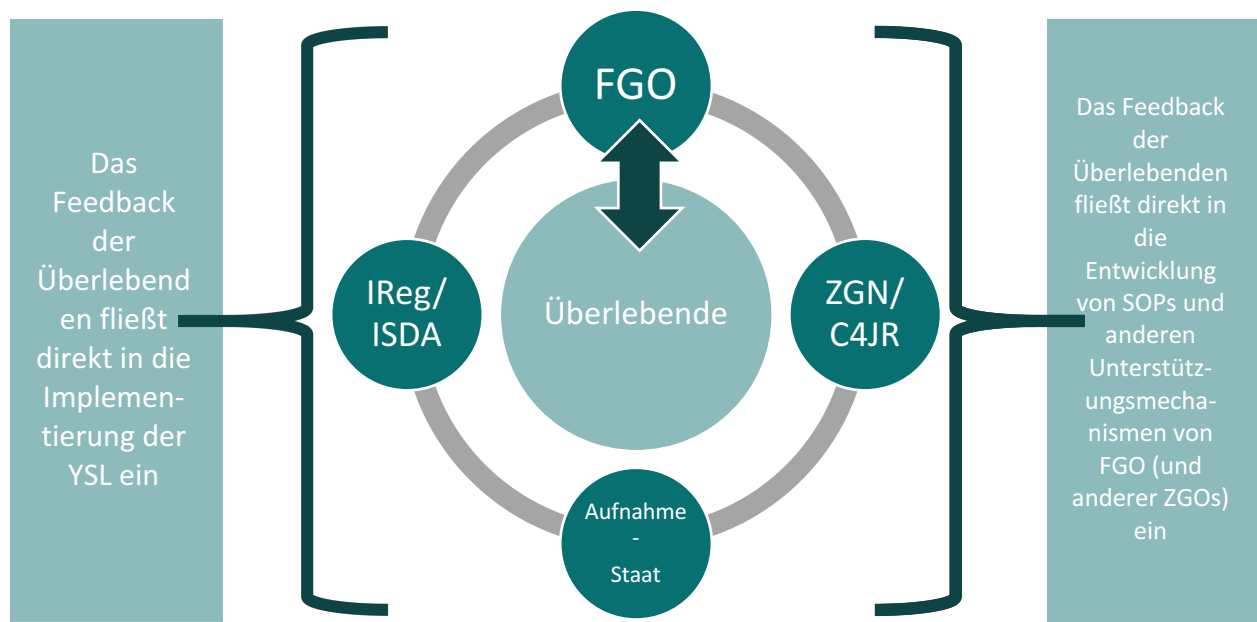 Das
Feedback
der
Überlebend
en fließt
direkt in die
Implemen-
tierung der
YSL ein
FGO
IReg/
ISDA
Überlebende
ZGN/
C4JR
Aufnahme
-
Staat
Das Feedback
der
Überlebenden
fließt direkt in
die
Entwicklung
von SOPs und
anderen
Unterstütz-
ungsmecha-
nismen von
FGO (und
anderer ZGOs)
ein